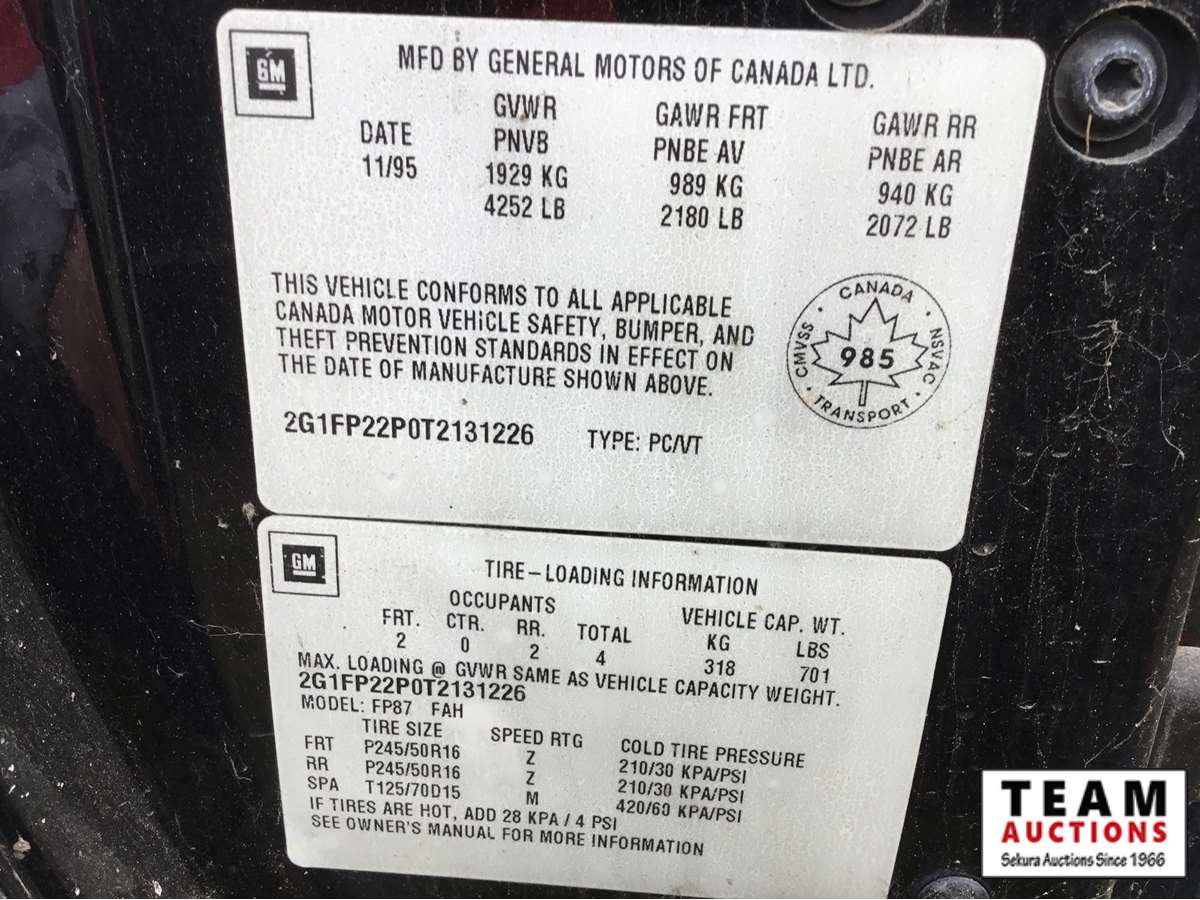 GM
MFD BY GENERAL MOTORS OF CANADA LTD.
DATE GVWR GAWR FRT GAWR RR
PNVB PNBE AV PNBE AR
11/95 1929 KG 989 KG 940 KG
4252 LB 2180 LB 2072 LB
THIS VEHICLE CONFORMS TO ALL APPLICABLE
CANADA MOTOR VEHICLE SAFETY, BUMPER, AND
THEFT PREVENTION STANDARDS IN EFFECT ON
THE DATE OF MANUFACTURE SHOWN ABOVE.
CANADA
CMVSS 985 NSVAC
TRANSPORT
2G1FP22P0T2131226 TYPE: PC/VT
GM
TIRE–LOADING INFORMATION
OCCUPANTS VEHICLE CAP. WT.
FRT. CTR. RR. TOTAL KG LBS
2 0 2 4 318 701
MAX. LOADING @ GVWR SAME AS VEHICLE CAPACITY WEIGHT.
2G1FP22P0T2131226
MODEL: FP87 FAH
TIRE SIZE SPEED RTG COLD TIRE PRESSURE
FRT P245/50R16 Z 210/30 KPA/PSI
RR P245/50R16 Z 210/30 KPA/PSI
SPA T125/70D15 M 420/60 KPA/PSI
IF TIRES ARE HOT, ADD 28 KPA / 4 PSI
SEE OWNER'S MANUAL FOR MORE INFORMATION
TEAM
AUCTIONS
Sekura Auctions Since 1966